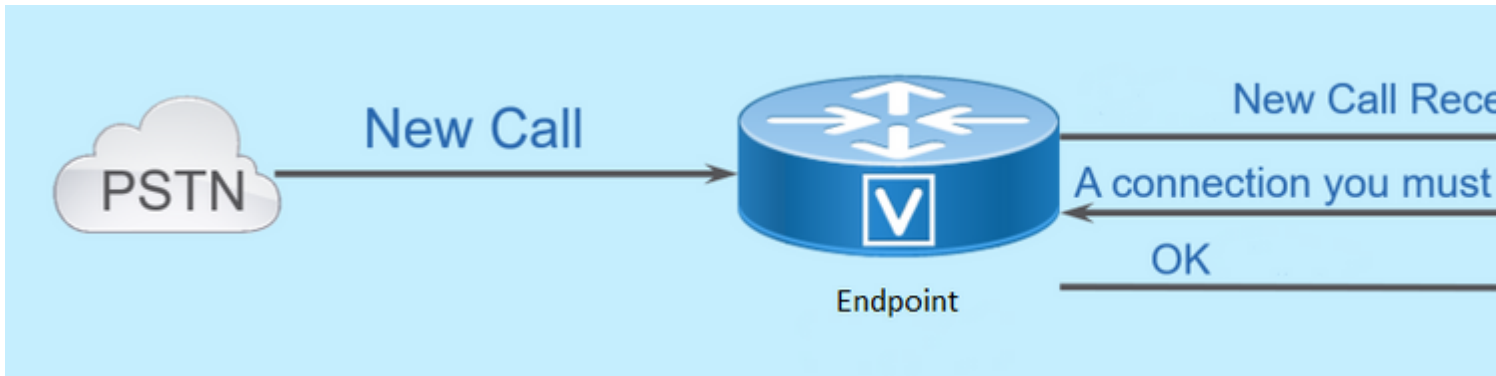 PSTN
New Call
V
Endpoint
New Call Rece
A connection you must
OK